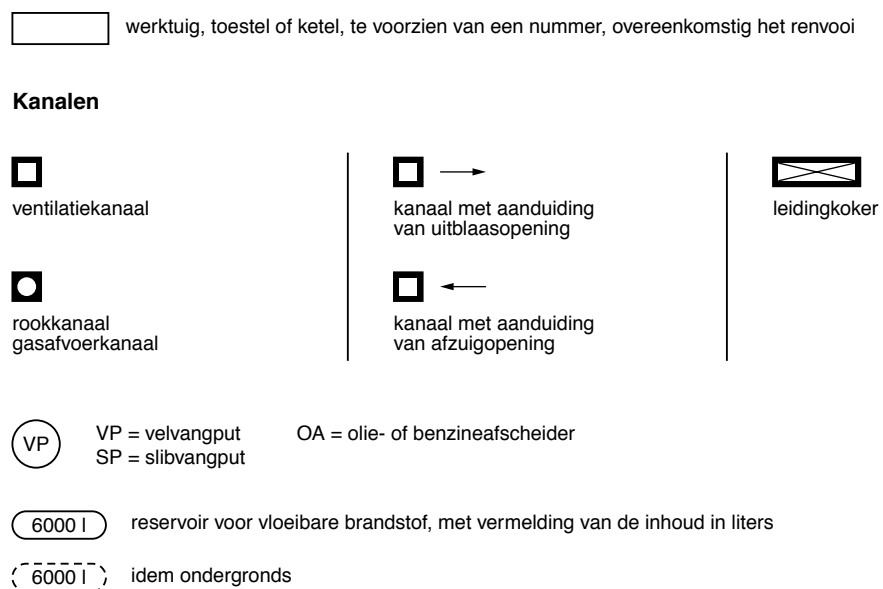 werktuig, toestel of ketel, te voorzien van een nummer, overeenkomstig het renvooi
Kanalen
ventilatiekanaal
kanaal met aanduiding
van uitblaasopening
leidingkoker
rookkanaal
gasafvoerkanaal
kanaal met aanduiding
van afzuigopening
VP
VP = velvangput
OA = olie- of benzineafscheider
SP = slibvangput
6000 l
reservoir voor vloeibare brandstof, met vermelding van de inhoud in liters
6000 l
idem ondergronds